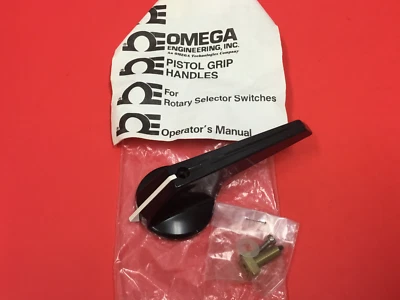 OMEGA
ENGINEERING, INC.
An OMEGA Technologies Company
PISTOL GRIP
HANDLES
For
Rotary Selector Switches
Operator's Manual